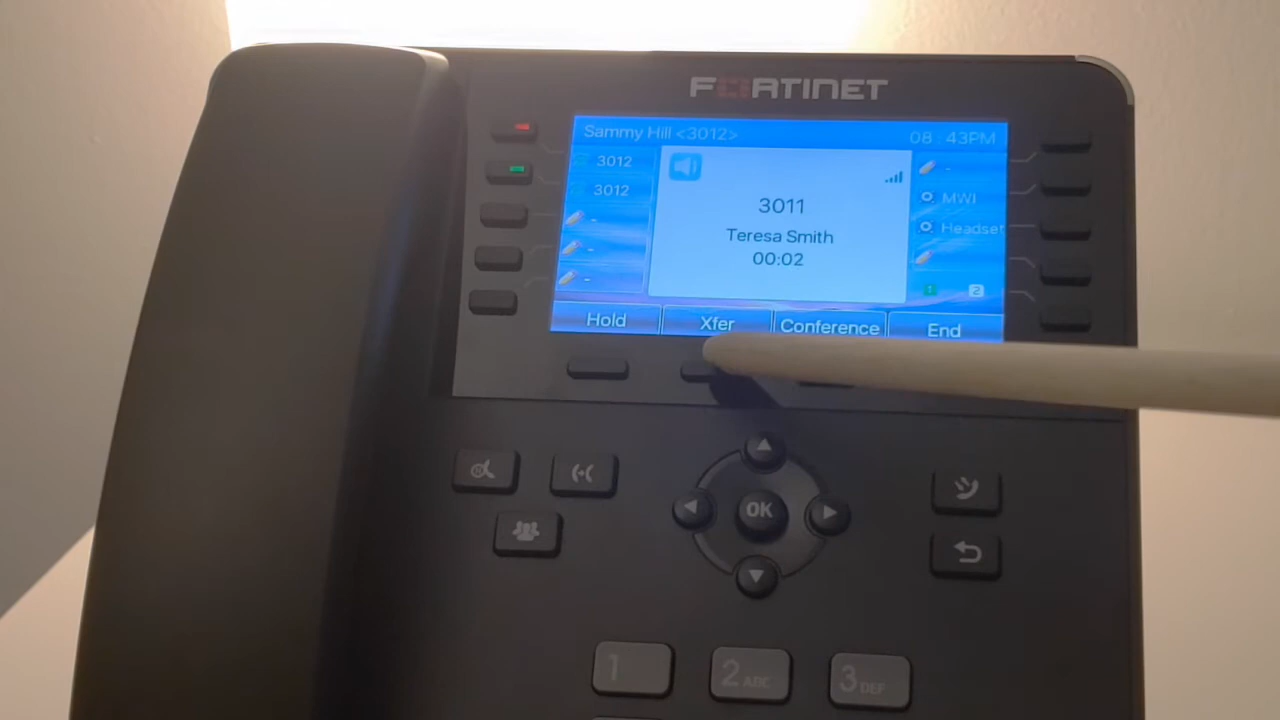 FORTINET
Sammy Hill <3012> 08 : 43PM
3012
3012
3011
Teresa Smith
00:02
MWI
Headset
1 2
Hold Xfer Conference End
OK
1 2 ABC 3 DEF